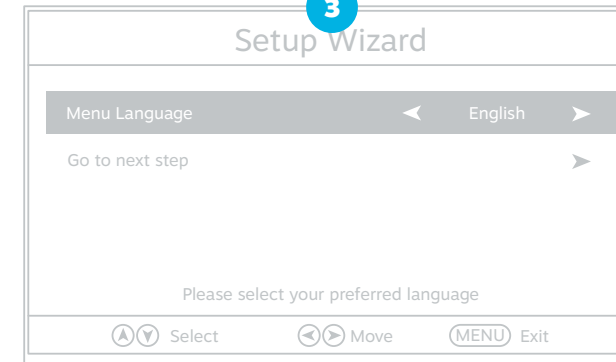 3
Setup Wizard
Menu Language English
Go to next step
Please select your preferred language
Select Move MENU Exit